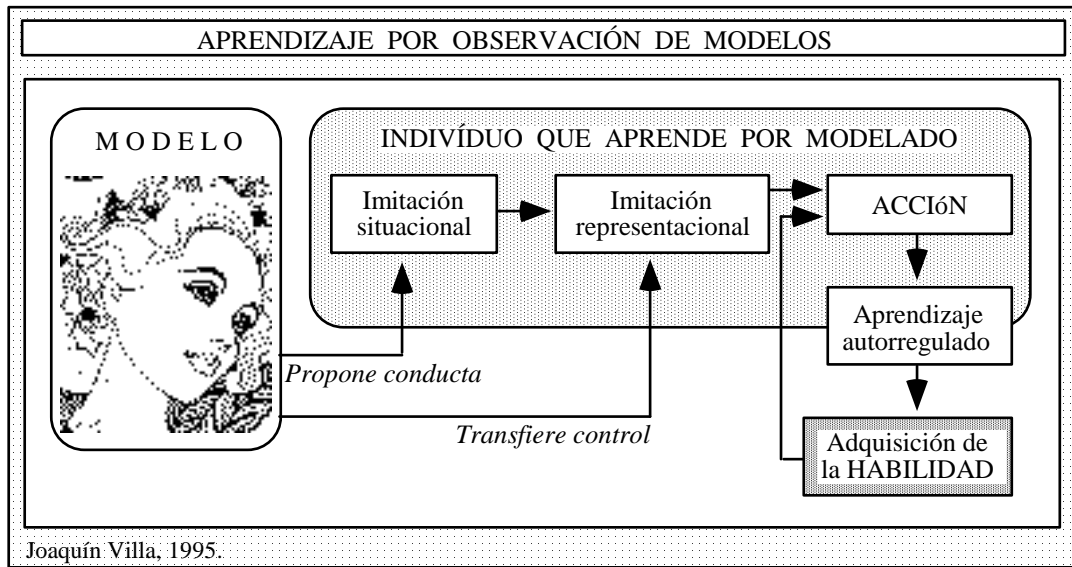 APRENDIZAJE POR OBSERVACIÓN DE MODELOS
MODELO
INDIVÍDUO QUE APRENDE POR MODELADO
Imitación
situacional
Imitación
representacional
ACCIóN
Aprendizaje
autorregulado
Propone conducta
Transfiere control
Adquisición de
la HABILIDAD
Joaquín Villa, 1995.